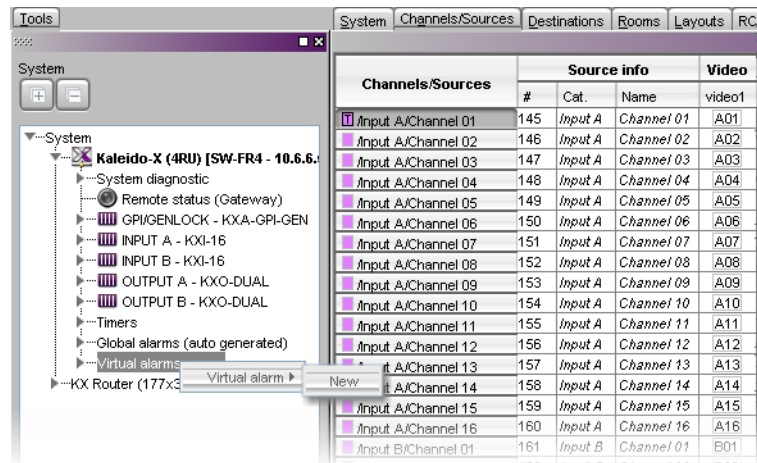 Tools
System
System
Kaleido-X (4RU) [SW-FR4 - 10.6.6.
System diagnostic
Remote status (Gateway)
GPI/GENLOCK - KXA-GPI-GEN
INPUT A - KXI-16
INPUT B - KXI-16
OUTPUT A - KXO-DUAL
OUTPUT B - KXO-DUAL
Timers
Global alarms (auto generated)
Virtual alarms
KX Router (177x3
Virtual alarm
New
System Channels/Sources Destinations Rooms Layouts RC
Channels/Sources Source info Video
# Cat. Name video1
T /Input A/Channel 01 145 Input A Channel 01 A01
/Input A/Channel 02 146 Input A Channel 02 A02
/Input A/Channel 03 147 Input A Channel 03 A03
/Input A/Channel 04 148 Input A Channel 04 A04
/Input A/Channel 05 149 Input A Channel 05 A05
/Input A/Channel 06 150 Input A Channel 06 A06
/Input A/Channel 07 151 Input A Channel 07 A07
/Input A/Channel 08 152 Input A Channel 08 A08
/Input A/Channel 09 153 Input A Channel 09 A09
/Input A/Channel 10 154 Input A Channel 10 A10
/Input A/Channel 11 155 Input A Channel 11 A11
/Input A/Channel 12 156 Input A Channel 12 A12
/Input A/Channel 13 157 Input A Channel 13 A13
t A/Channel 14 158 Input A Channel 14 A14
/Input A/Channel 15 159 Input A Channel 15 A15
/Input A/Channel 16 160 Input A Channel 16 A16
/Input B/Channel 01 161 Input B Channel 01 B01